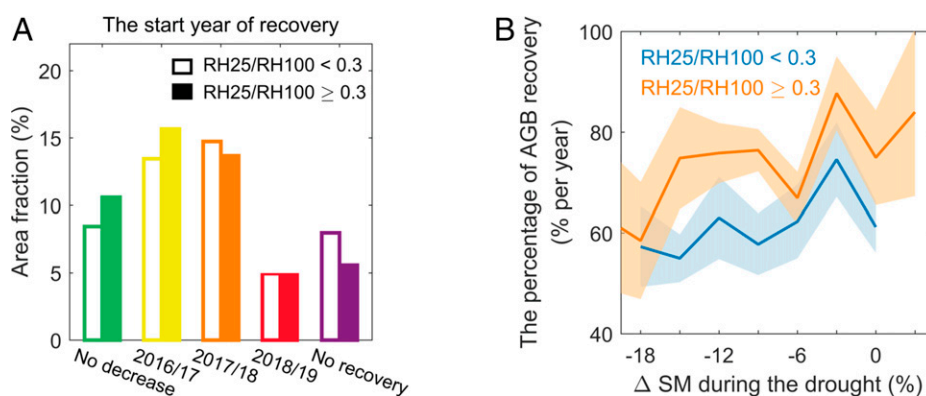 A
The start year of recovery
RH25/RH100 < 0.3
RH25/RH100 ≥ 0.3
Area fraction (%)
20
15
10
5
0
No decrease
2016/17
2017/18
2018/19
No recovery
B
RH25/RH100 < 0.3
RH25/RH100 ≥ 0.3
The percentage of AGB recovery
(% per year)
100
80
60
40
-18
-12
-6
0
Δ SM during the drought (%)